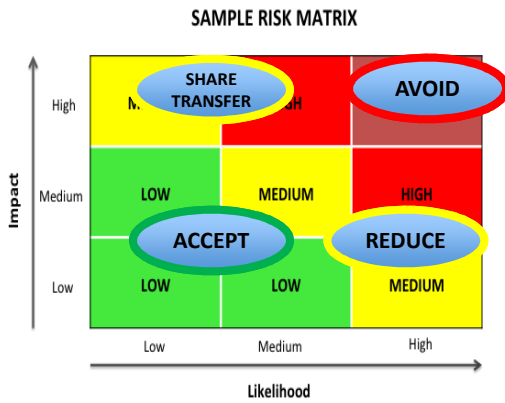 SAMPLE RISK MATRIX
Impact
High
SHARE
TRANSFER
AVOID
Medium
LOW
MEDIUM
HIGH
ACCEPT
REDUCE
Low
LOW
LOW
MEDIUM
Low
Medium
High
Likelihood